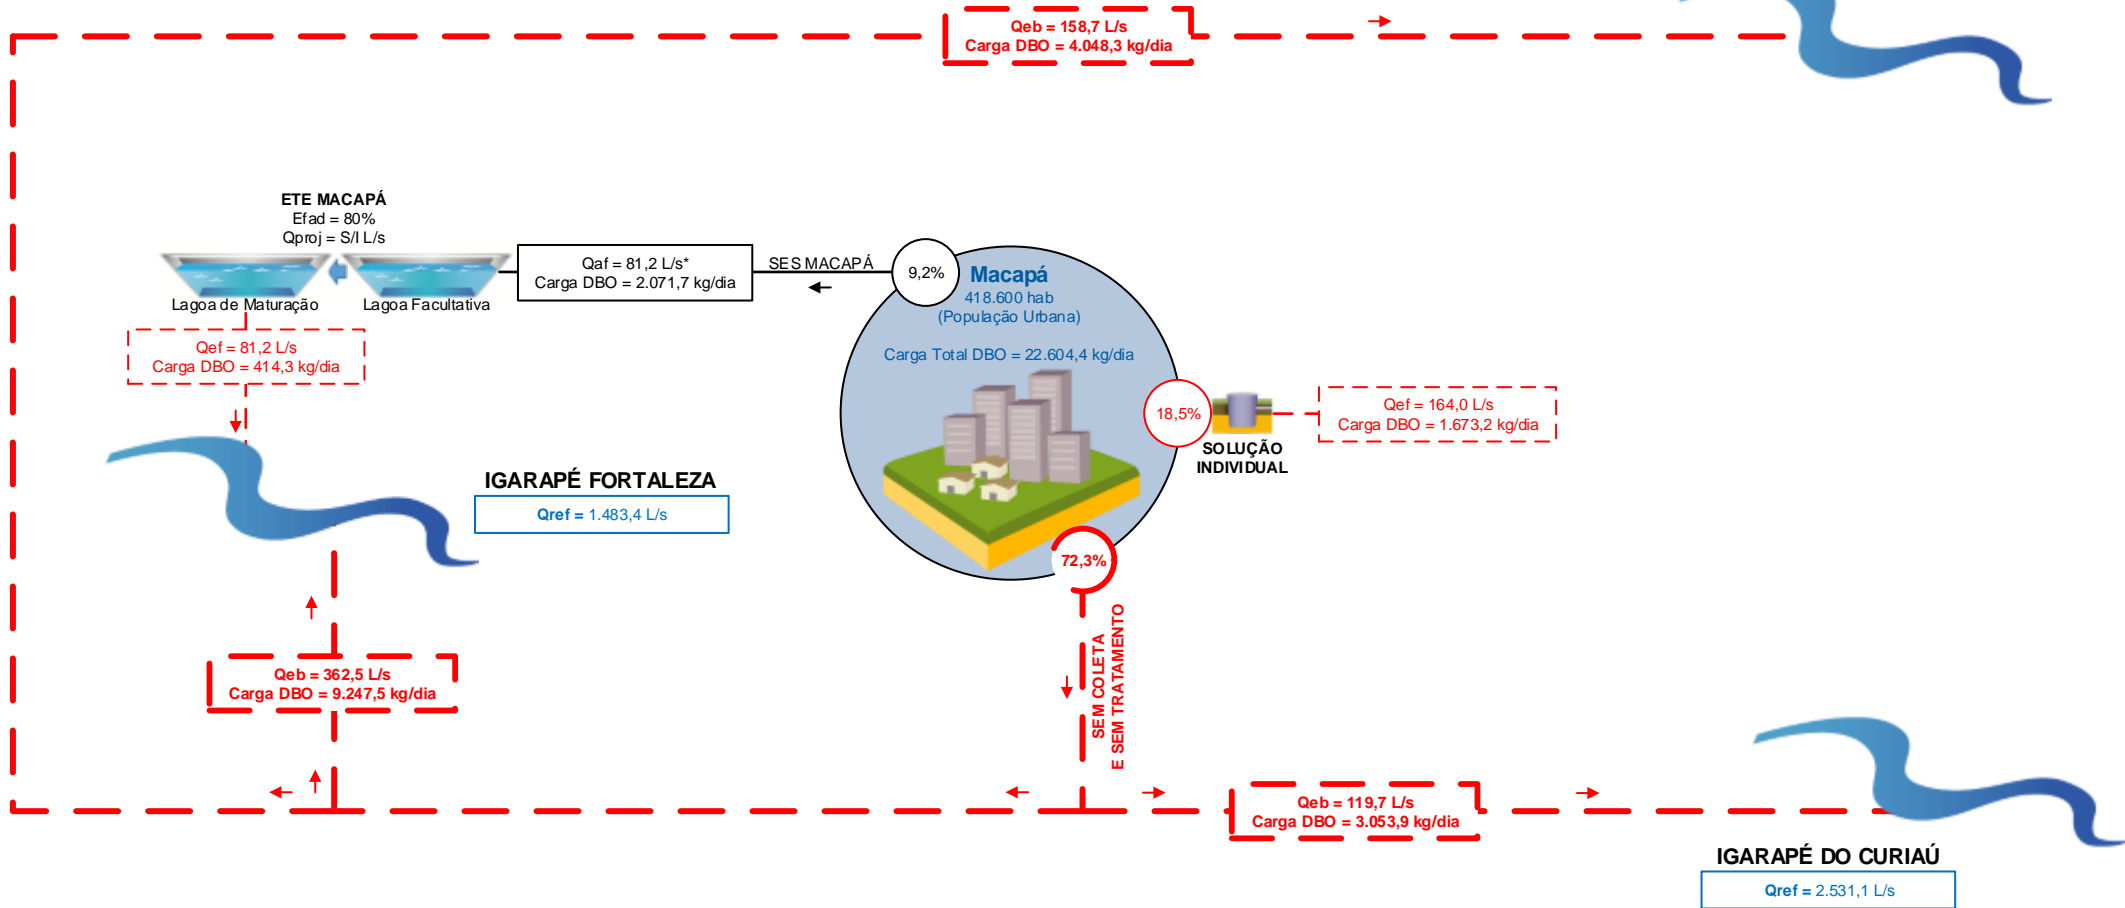 Qeb = 158,7 L/s
Carga DBO = 4.048,3 kg/dia
ETE MACAPÁ
Efad = 80%
Qproj = S/I L/s
Lagoa de Maturação
Lagoa Facultativa
Qaf = 81,2 L/s*
Carga DBO = 2.071,7 kg/dia
SES MACAPÁ
9,2%
Macapá
418.600 hab
(População Urbana)
Carga Total DBO = 22.604,4 kg/dia
Qef = 81,2 L/s
Carga DBO = 414,3 kg/dia
18,5%
SOLUÇÃO
INDIVIDUAL
Qef = 164,0 L/s
Carga DBO = 1.673,2 kg/dia
IGARAPÉ FORTALEZA
Qref = 1.483,4 L/s
72,3%
SEM COLETA
E SEM TRATAMENTO
Qeb = 362,5 L/s
Carga DBO = 9.247,5 kg/dia
Qeb = 119,7 L/s
Carga DBO = 3.053,9 kg/dia
IGARAPÉ DO CURIAÚ
Qref = 2.531,1 L/s